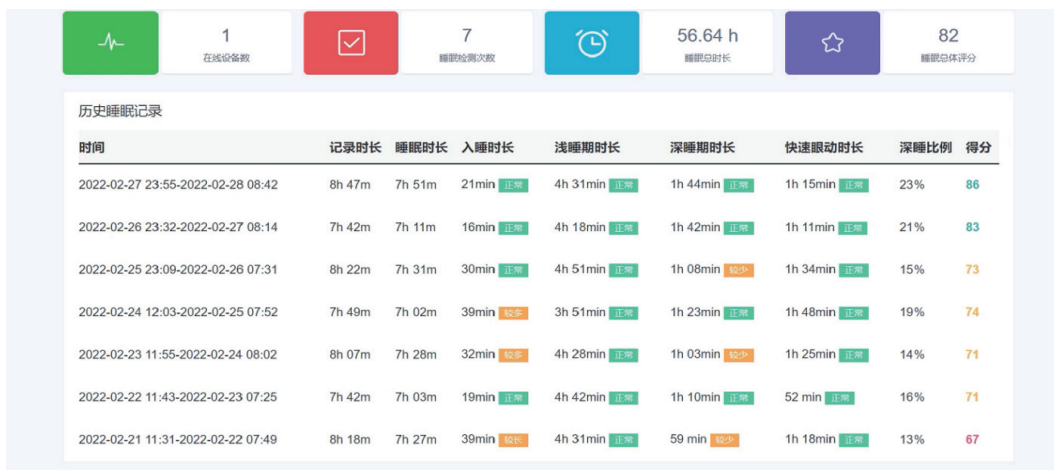 1
在线设备数
7
睡眠检测次数
56.64 h
睡眠总时长
82
睡眠总体评分
历史睡眠记录
时间 记录时长 睡眠时长 入睡时长 浅睡期时长 深睡期时长 快速眼动时长 深睡比例 得分
2022-02-27 23:55-2022-02-28 08:42 8h 47m 7h 51m 21min 正常 4h 31min 正常 1h 44min 正常 1h 15min 正常 23% 86
2022-02-26 23:32-2022-02-27 08:14 7h 42m 7h 11m 16min 正常 4h 18min 正常 1h 42min 正常 1h 11min 正常 21% 83
2022-02-25 23:09-2022-02-26 07:31 8h 22m 7h 31m 30min 正常 4h 51min 正常 1h 08min 较少 1h 34min 正常 15% 73
2022-02-24 12:03-2022-02-25 07:52 7h 49m 7h 02m 39min 较多 3h 51min 正常 1h 23min 正常 1h 48min 正常 19% 74
2022-02-23 11:55-2022-02-24 08:02 8h 07m 7h 28m 32min 较多 4h 28min 正常 1h 03min 较少 1h 25min 正常 14% 71
2022-02-22 11:43-2022-02-23 07:25 7h 42m 7h 03m 19min 正常 4h 42min 正常 1h 10min 正常 52 min 正常 16% 71
2022-02-21 11:31-2022-02-22 07:49 8h 18m 7h 27m 39min 较长 4h 31min 正常 59 min 较少 1h 18min 正常 13% 67